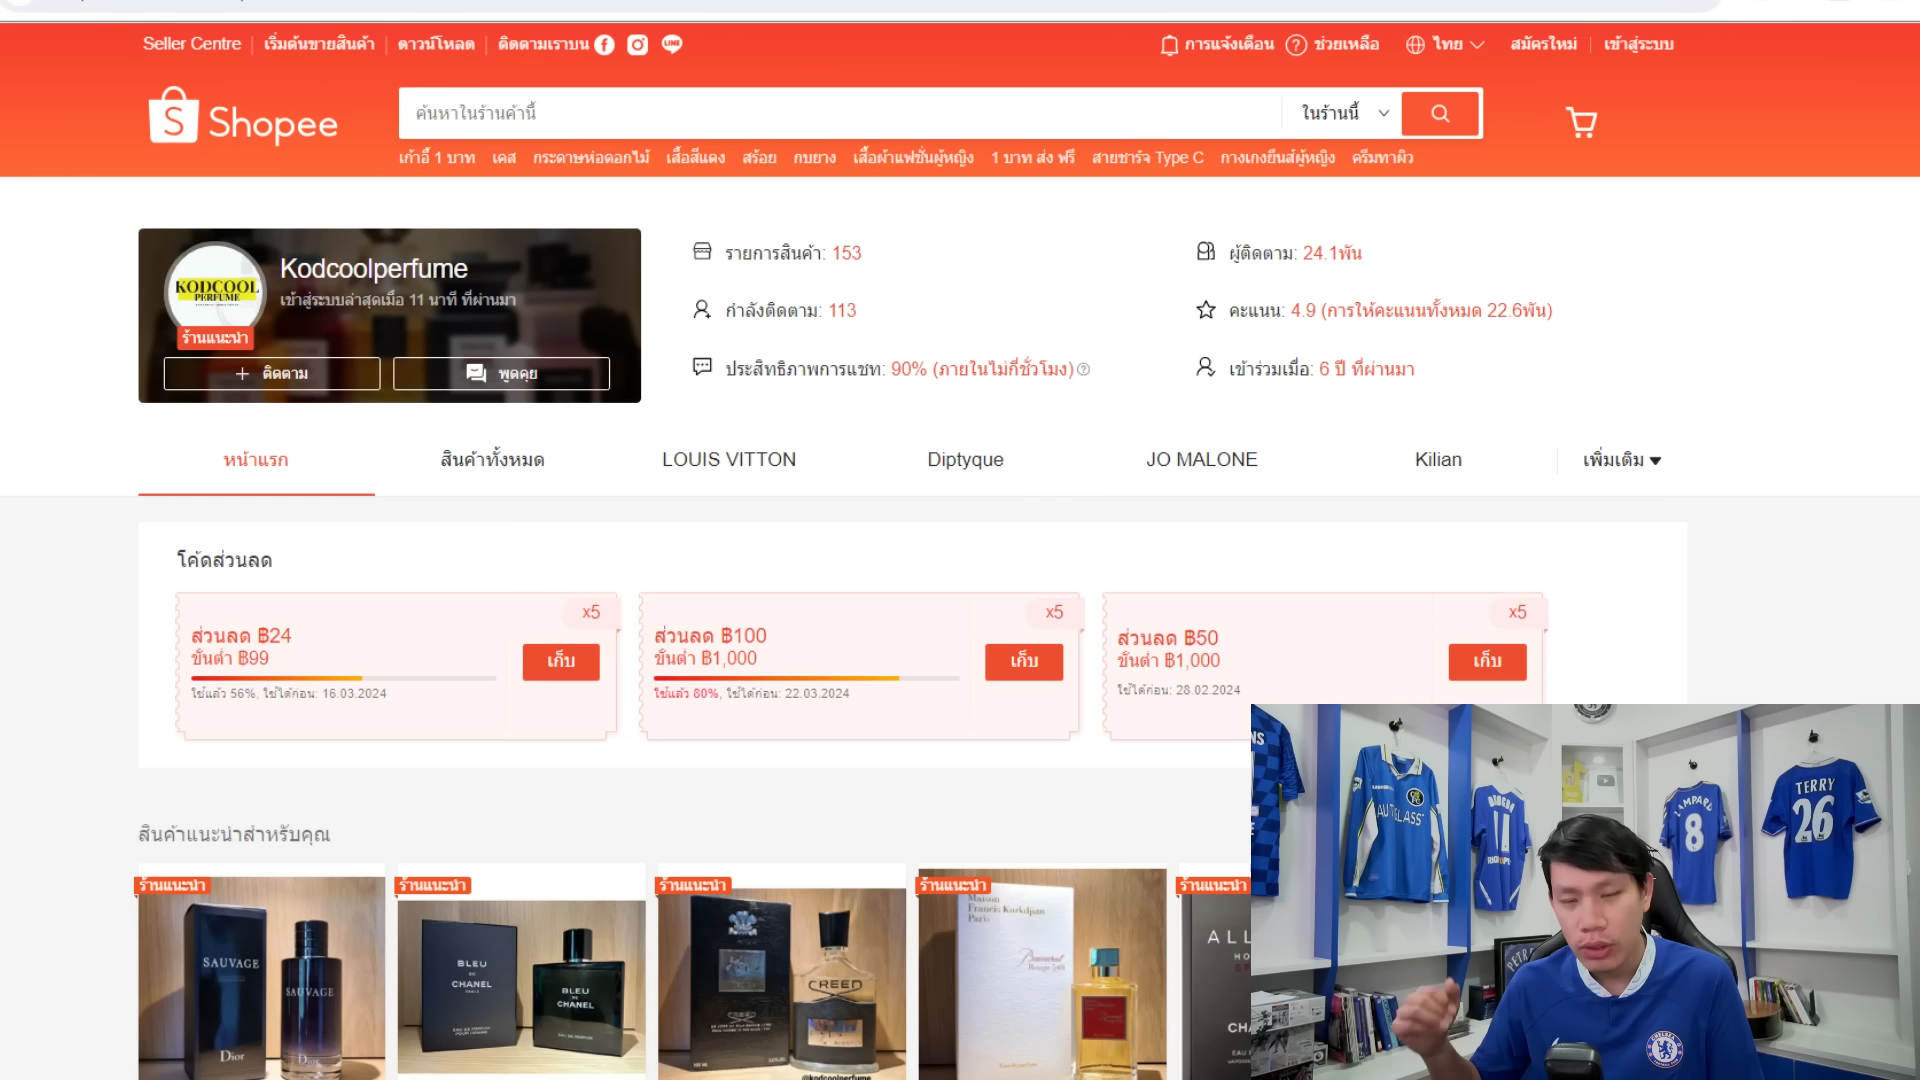 Seller Centre เริ่มต้นขายสินค้า ดาวน์โหลด ติดตามเราบน
การแจ้งเตือน ช่วยเหลือ ไทย สมัครใหม่ เข้าสู่ระบบ
Shopee
ค้นหาในร้านค้านี้ ในร้านนี้
เก้าอี้ 1 บาท เคส กระดาษห่อดอกไม้ เสื้อสีแดง สร้อย กบยาง เสื้อผ้าแฟชั่นผู้หญิง 1 บาท ส่ง ฟรี สายชาร์จ Type C กางเกงยีนส์ผู้หญิง ครีมทาผิว
KODCOOL
PERFUME
ร้านแนะนำ
Kodcoolperfume
เข้าสู่ระบบล่าสุดเมื่อ 11 นาที ที่ผ่านมา
+ ติดตาม พูดคุย
รายการสินค้า: 153
ผู้ติดตาม: 24.1พัน
กำลังติดตาม: 113
คะแนน: 4.9 (การให้คะแนนทั้งหมด 22.6พัน)
ประสิทธิภาพการแชท: 90% (ภายในไม่กี่ชั่วโมง)
เข้าร่วมเมื่อ: 6 ปี ที่ผ่านมา
หน้าแรก สินค้าทั้งหมด LOUIS VITTON Diptyque JO MALONE Kilian เพิ่มเติม
โค้ดส่วนลด
x5
ส่วนลด ฿24
ขั้นต่ำ ฿99
เก็บ
ใช้แล้ว 56%, ใช้ได้ก่อน: 16.03.2024
x5
ส่วนลด ฿100
ขั้นต่ำ ฿1,000
เก็บ
ใช้แล้ว 80%, ใช้ได้ก่อน: 22.03.2024
x5
ส่วนลด ฿50
ขั้นต่ำ ฿1,000
เก็บ
ใช้ได้ก่อน: 28.02.2024
สินค้าแนะนำสำหรับคุณ
ร้านแนะนำ
SAUVAGE
SAUVAGE
Dior
Dior
ร้านแนะนำ
BLEU
DE
CHANEL
BLEU
DE
CHANEL
ร้านแนะนำ
CREED
@kodcoolperfume
ร้านแนะนำ
Maison
Francis Kurkdjian
Paris
Baccarat
Rouge 540
ร้านแนะนำ
ALL
HO
CHA
TERRY
26
LAMPARD
8
DROGBA
11
AUTOGLASS
PETR